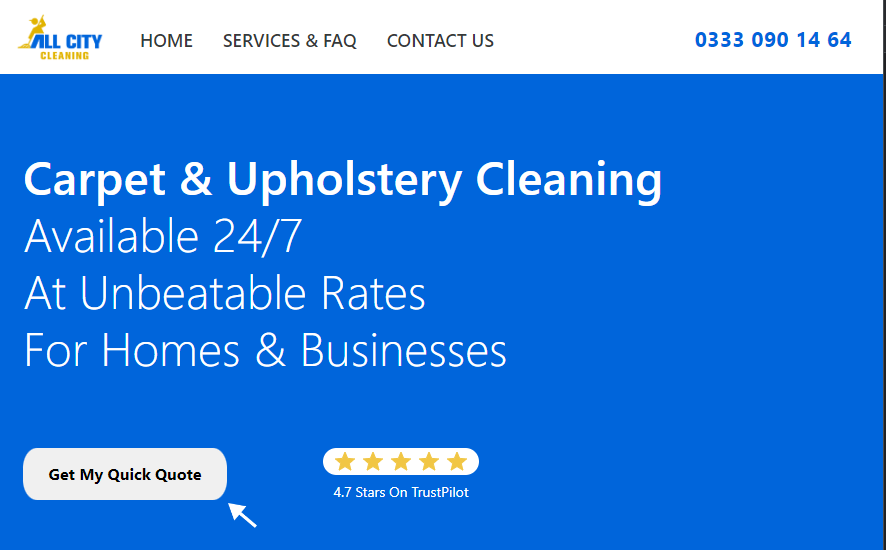 ALL CITY
CLEANING
HOME
SERVICES & FAQ
CONTACT US
0333 090 14 64
Carpet & Upholstery Cleaning
Available 24/7
At Unbeatable Rates
For Homes & Businesses
Get My Quick Quote
4.7 Stars On TrustPilot